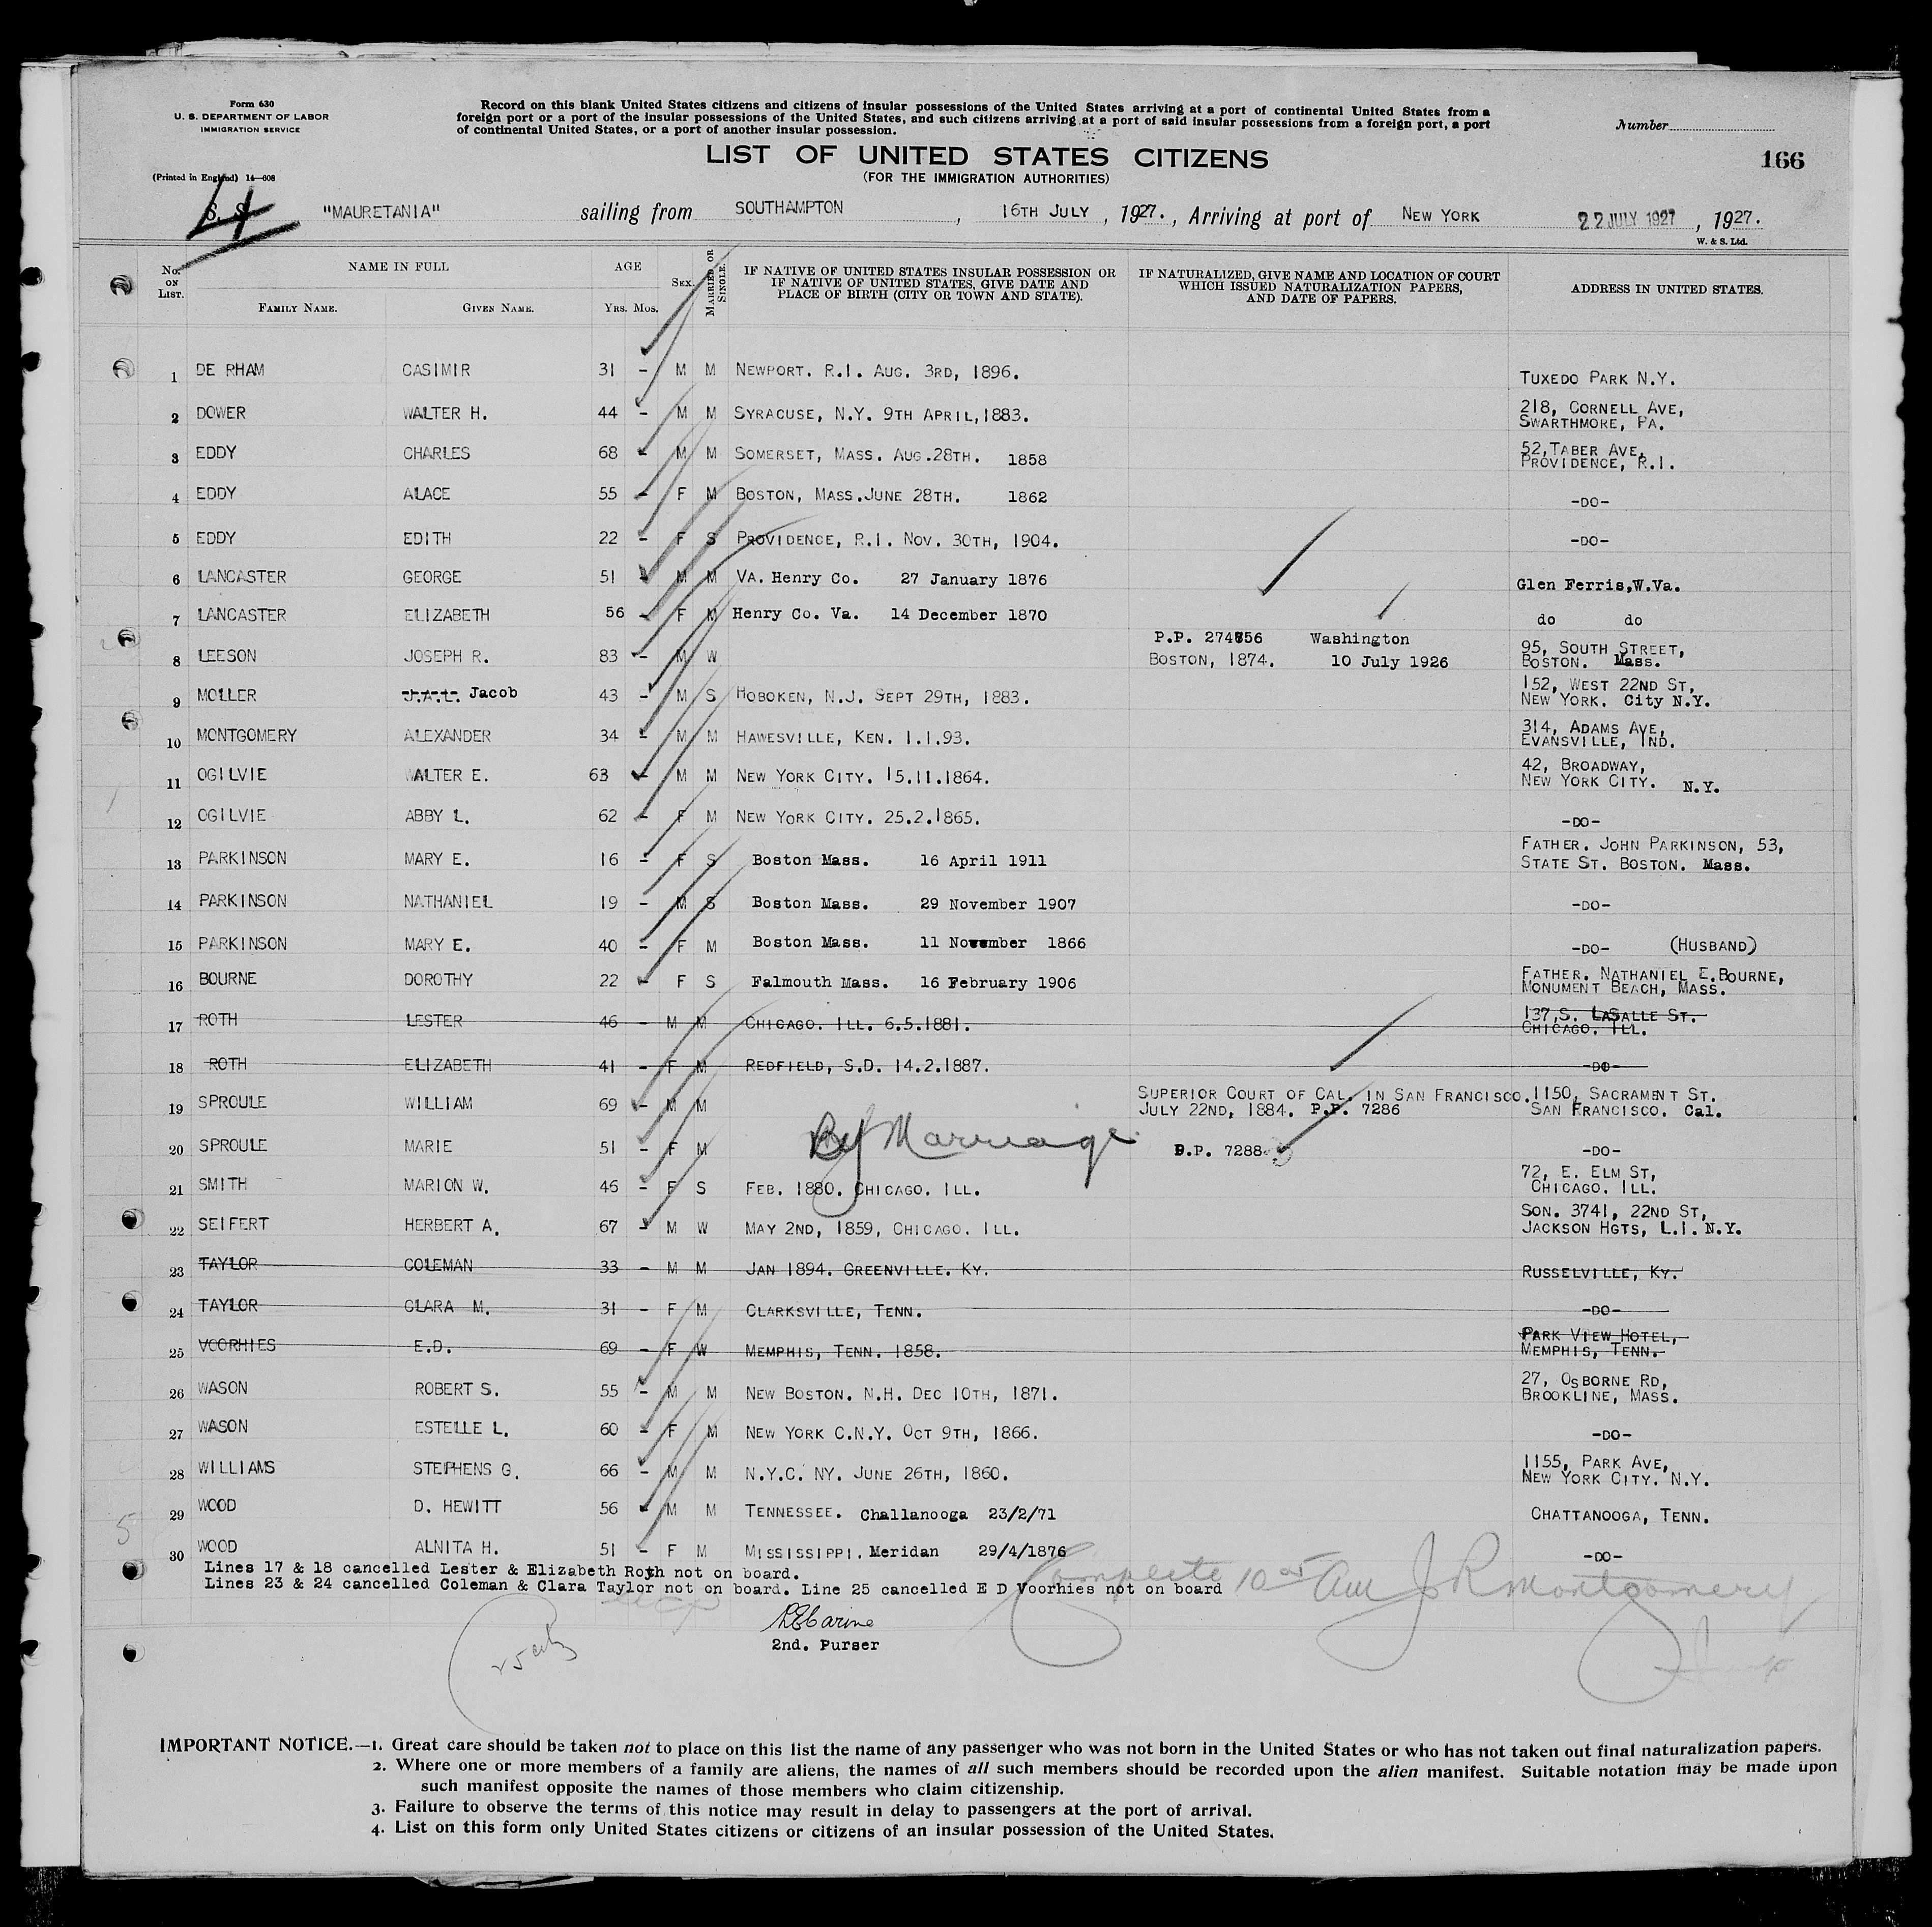 Form 630
U. S. DEPARTMENT OF LABOR
IMMIGRATION SERVICE
(Printed in England) 14—608
Record on this blank United States citizens and citizens of insular possessions of the United States arriving at a port of continental United States from a
foreign port or a port of the insular possessions of the United States, and such citizens arriving at a port of said insular possessions from a foreign port, a port
of continental United States, or a port of another insular possession.
Number
LIST OF UNITED STATES CITIZENS
166
(FOR THE IMMIGRATION AUTHORITIES)
4
S. S. "MAURETANIA" sailing from SOUTHAMPTON, 16TH JULY, 1927., Arriving at port of NEW YORK 22 JULY 1927, 1927.
W. & S. Ltd.
No. ON LIST. NAME IN FULL FAMILY NAME. GIVEN NAME. AGE YRS. MOS. SEX. MARRIED OR SINGLE. IF NATIVE OF UNITED STATES INSULAR POSSESSION OR IF NATIVE OF UNITED STATES, GIVE DATE AND PLACE OF BIRTH (CITY OR TOWN AND STATE). IF NATURALIZED, GIVE NAME AND LOCATION OF COURT WHICH ISSUED NATURALIZATION PAPERS, AND DATE OF PAPERS. ADDRESS IN UNITED STATES.
1 DE RHAM CASIMIR 31 - M M NEWPORT. R.I. AUG. 3RD, 1896. TUXEDO PARK N.Y.
2 DOWER WALTER H. 44 - M M SYRACUSE, N.Y. 9TH APRIL,1883. 218, CORNELL AVE, SWARTHMORE, PA.
3 EDDY CHARLES 68 - M M SOMERSET, MASS. AUG.28TH. 1858 52,TABER AVE, PROVIDENCE, R.I.
4 EDDY ALACE 55 - F M BOSTON, MASS.JUNE 28TH. 1862 -DO-
5 EDDY EDITH 22 - F S PROVIDENCE, R.I. NOV. 30TH, 1904. -DO-
6 LANCASTER GEORGE 51 - M M VA. Henry Co. 27 January 1876 Glen Ferris,W.Va.
7 LANCASTER ELIZABETH 56 - F M Henry Co. Va. 14 December 1870 do do
8 LEESON JOSEPH R. 83 - M W P.P. 274856 Washington BOSTON, 1874. 10 July 1926 95, SOUTH STREET, BOSTON. Mass.
9 MOLLER J.A.L. Jacob 43 - M S HOBOKEN, N.J. SEPT 29TH, 1883. 152, WEST 22ND ST, NEW YORK. City N.Y.
10 MONTGOMERY ALEXANDER 34 - M M HAWESVILLE, KEN. 1.1.93. 314, ADAMS AVE, EVANSVILLE, IND.
11 OGILVIE WALTER E. 63 - M M NEW YORK CITY. 15.11.1864. 42, BROADWAY, NEW YORK CITY. N.Y.
12 OGILVIE ABBY L. 62 - F M NEW YORK CITY. 25.2.1865. -DO-
13 PARKINSON MARY E. 16 - F S Boston Mass. 16 April 1911 FATHER. JOHN PARKINSON, 53, STATE ST. BOSTON. Mass.
14 PARKINSON NATHANIEL 19 - M S Boston Mass. 29 November 1907 -DO-
15 PARKINSON MARY E. 40 - F M Boston Mass. 11 November 1866 -DO- (HUSBAND)
16 BOURNE DOROTHY 22 - F S Falmouth Mass. 16 February 1906 FATHER. NATHANIEL E.BOURNE, MONUMENT BEACH, MASS.
17 ROTH LESTER 46 - M M CHICAGO. ILL. 6.5.1881. 137,S. LASALLE ST. CHICAGO. ILL.
18 ROTH ELIZABETH 41 - F M REDFIELD, S.D. 14.2.1887. -DO-
19 SPROULE WILLIAM 69 - M M SUPERIOR COURT OF CAL. IN SAN FRANCISCO. JULY 22ND, 1884. P.P. 7286 1150, SACRAMENT ST. SAN FRANCISCO. Cal.
20 SPROULE MARIE 51 - F M By Marriage P.P. 7288 -DO-
21 SMITH MARION W. 46 - F S FEB. 1880. CHICAGO. ILL. 72, E. ELM ST, CHICAGO. ILL.
22 SEIFERT HERBERT A. 67 - M W MAY 2ND, 1859, CHICAGO. ILL. SON. 3741, 22ND ST, JACKSON HGTS, L.I. N.Y.
23 TAYLOR COLEMAN 33 - M M JAN 1894. GREENVILLE. KY. RUSSELVILLE, KY.
24 TAYLOR CLARA M. 31 - F M CLARKSVILLE, TENN. -DO-
25 VOORHIES E.D. 69 - F W MEMPHIS, TENN. 1858. PARK VIEW HOTEL, MEMPHIS, TENN.
26 WASON ROBERT S. 55 - M M NEW BOSTON. N.H. DEC 10TH, 1871. 27, OSBORNE RD, BROOKLINE, MASS.
27 WASON ESTELLE L. 60 - F M NEW YORK C.N.Y. OCT 9TH, 1866. -DO-
28 WILLIAMS STEPHENS G. 66 - M M N.Y.C. NY. JUNE 26TH, 1860. 1155, PARK AVE, NEW YORK CITY. N.Y.
29 WOOD D. HEWITT 56 - M M TENNESSEE. Challanooga 23/2/71 CHATTANOOGA, TENN.
30 WOOD ALNITA H. 51 - F M MISSISSIPPI. Meridan 29/4/1876 -DO-
Lines 17 & 18 cancelled Lester & Elizabeth Roth not on board.
Lines 23 & 24 cancelled Coleman & Clara Taylor not on board. Line 25 cancelled E D Voorhies not on board
Complete 10 05 AM J R Montgomery
2nd. Purser
IMPORTANT NOTICE.—1. Great care should be taken not to place on this list the name of any passenger who was not born in the United States or who has not taken out final naturalization papers.
2. Where one or more members of a family are aliens, the names of all such members should be recorded upon the alien manifest. Suitable notation may be made upon
such manifest opposite the names of those members who claim citizenship.
3. Failure to observe the terms of this notice may result in delay to passengers at the port of arrival.
4. List on this form only United States citizens or citizens of an insular possession of the United States.